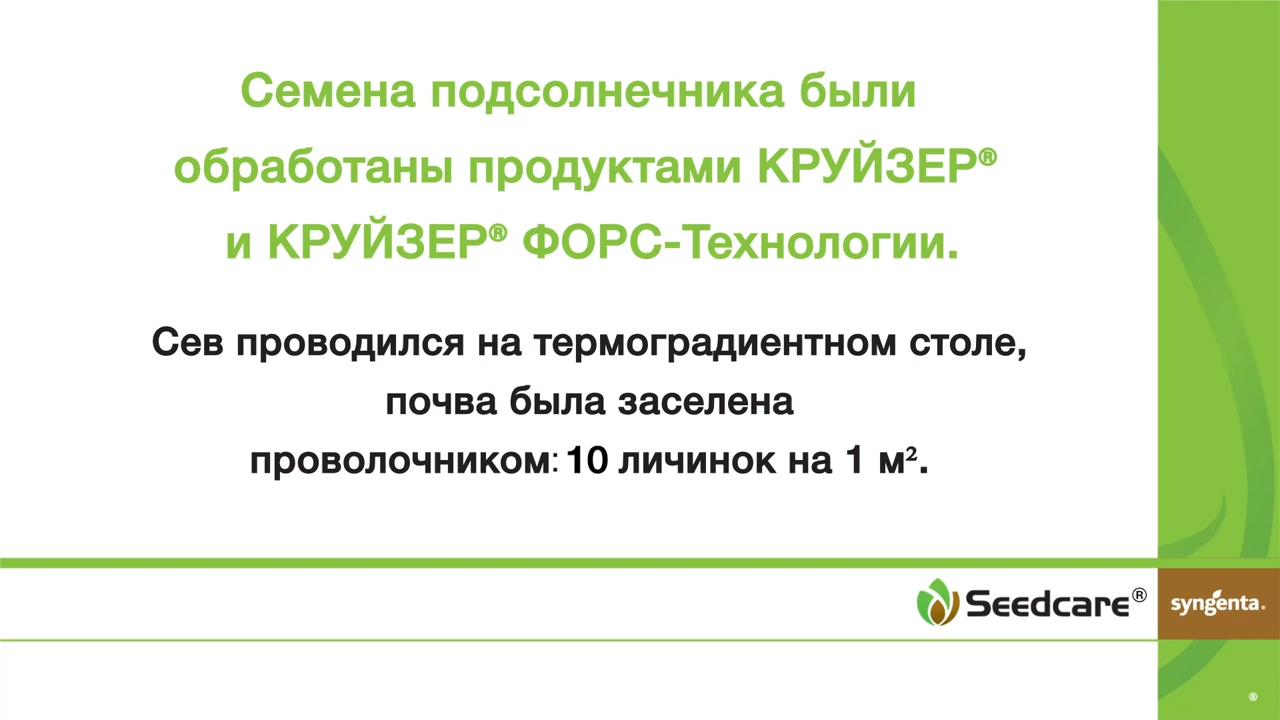 Семена подсолнечника были
обработаны продуктами КРУЙЗЕР®
и КРУЙЗЕР® ФОРС-Технологии.
Сев проводился на термоградиентном столе,
почва была заселена
проволочником: 10 личинок на 1 м².
Seedcare®
syngenta®
®